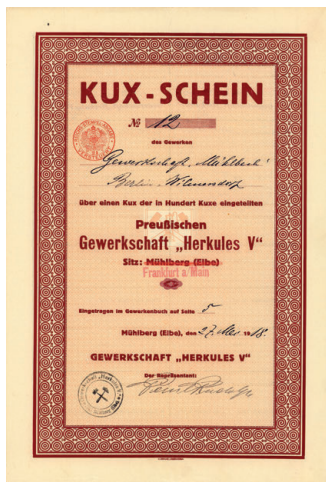 KUX-SCHEIN
№ 12
des Gewerken
Gewerkschaft „Mühlbeck“
Berlin-Wilmersdorf
über einen Kux der in Hundert Kuxe eingeteilten
Preußischen
Gewerkschaft „Herkules V“
Sitz: Mühlberg (Elbe)
Frankfurt a/Main
Eingetragen im Gewerkenbuch auf Seite 5
Mühlberg (Elbe), den 27. 1918.
GEWERKSCHAFT „HERKULES V“
Der Repräsentant: